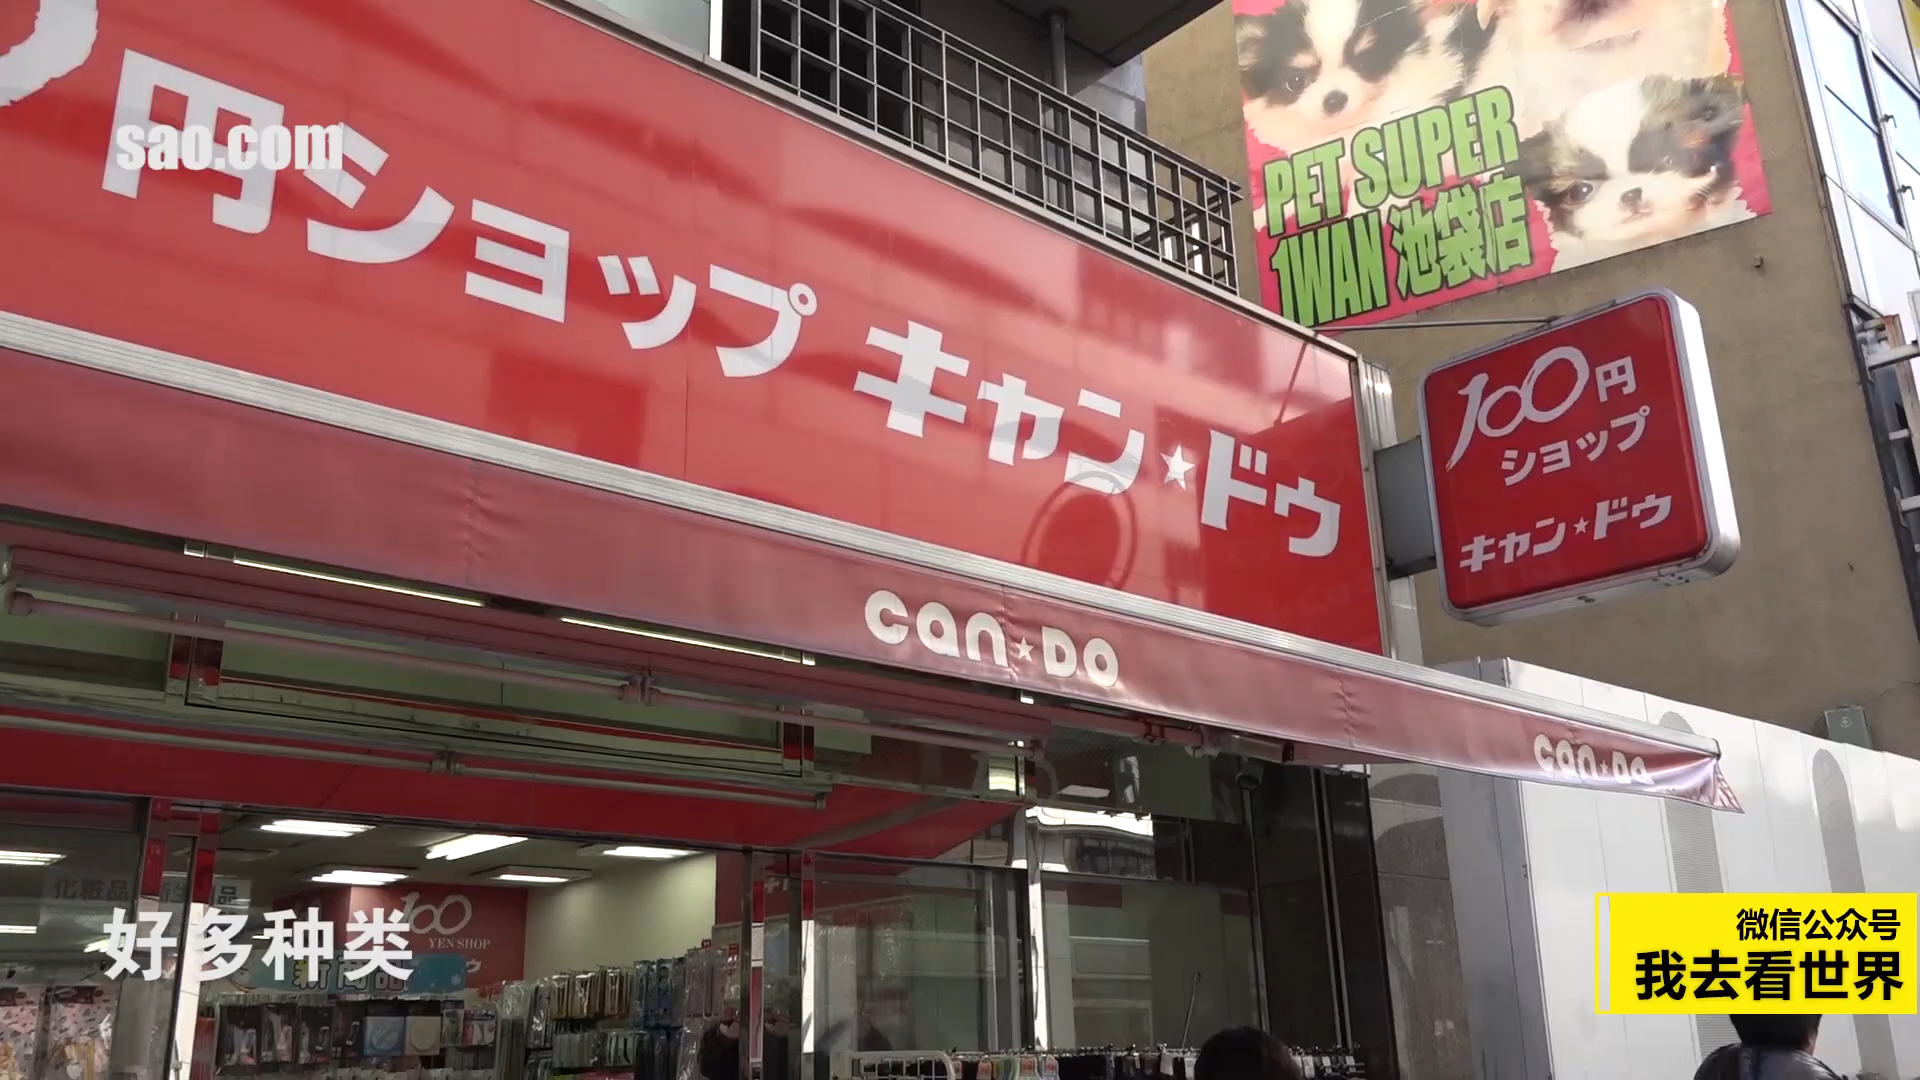 円ショップ キャン★ドゥ
sao.com
PET SUPER
1WAN 池袋店
100円
ショップ
キャン★ドゥ
can★DO
can★DO
化粧品
100
YEN SHOP
新商品
好多种类
微信公众号
我去看世界